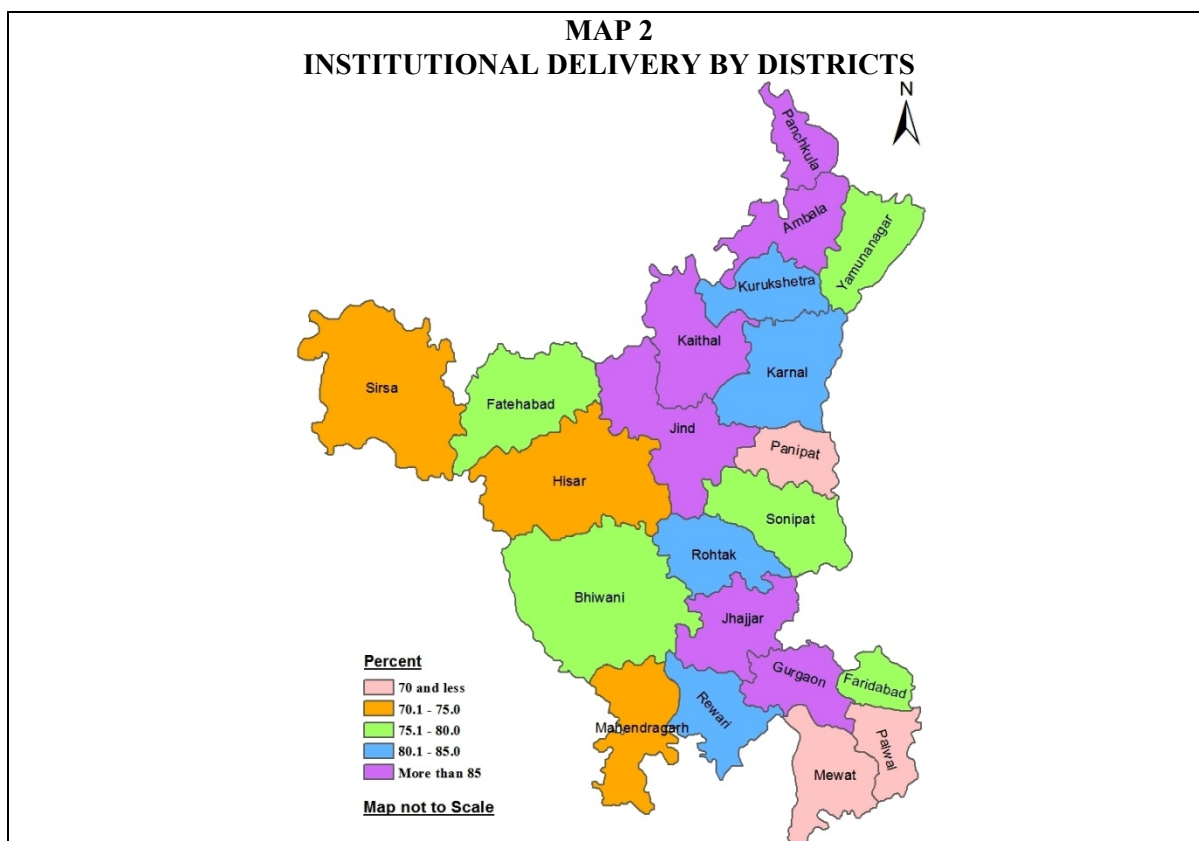 MAP 2
INSTITUTIONAL DELIVERY BY DISTRICTS
N
Panchkula
Ambala
Yamunanagar
Kurukshetra
Kaithal
Karnal
Sirsa
Fatehabad
Jind
Panipat
Hisar
Sonipat
Rohtak
Bhiwani
Jhajjar
Gurgaon
Faridabad
Rewari
Mahendragarh
Palwal
Mewat
Percent
70 and less
70.1 - 75.0
75.1 - 80.0
80.1 - 85.0
More than 85
Map not to Scale